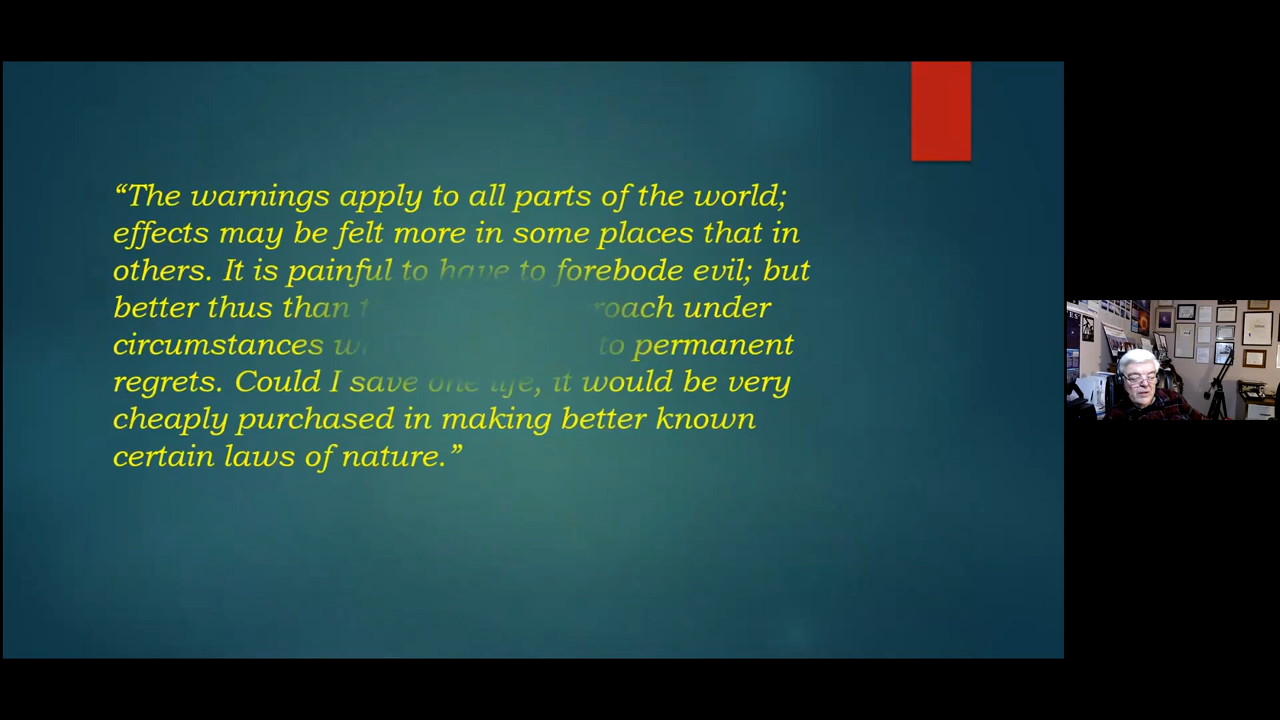 “The warnings apply to all parts of the world;
effects may be felt more in some places that in
others. It is painful to have to forebode evil; but
better thus than under
circumstances to permanent
regrets. Could I save one life, it would be very
cheaply purchased in making better known
certain laws of nature.”